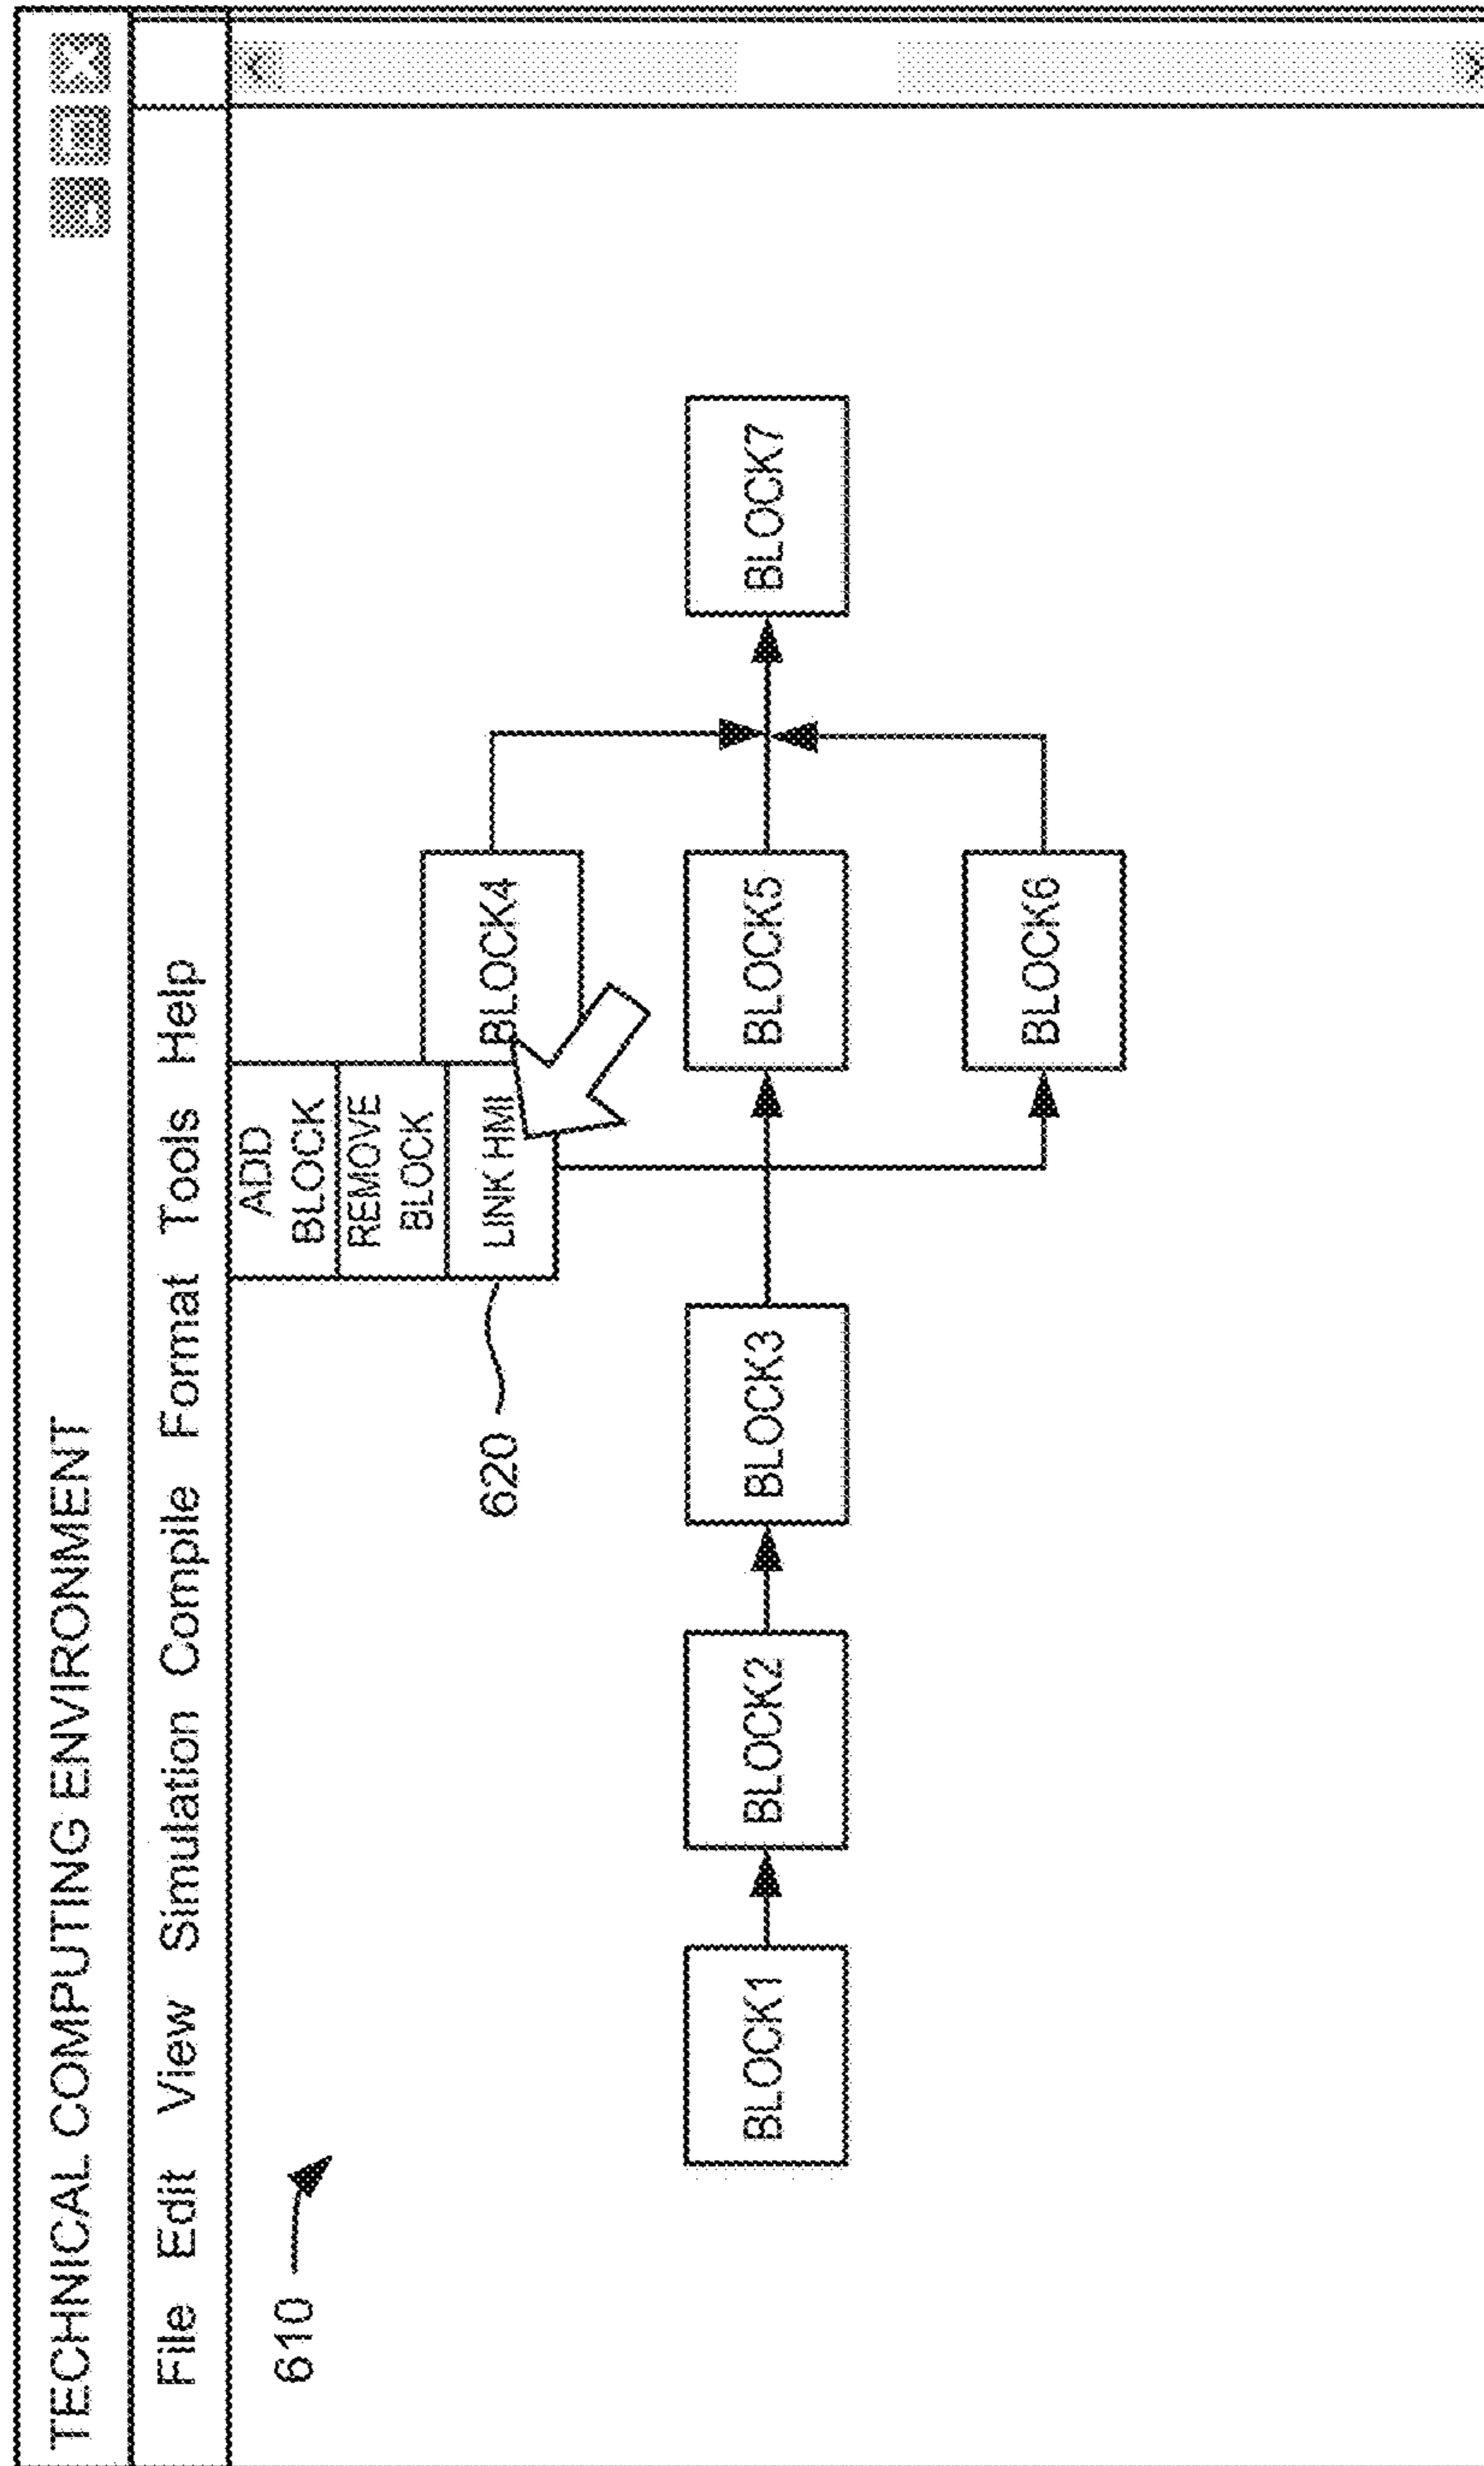 TECHNICAL COMPUTING ENVIRONMENT
File Edit View Simulation Compile Format Tools Help
610
ADD
BLOCK
REMOVE
BLOCK
LINK HMI
620
BLOCK4
BLOCK1
BLOCK2
BLOCK3
BLOCK5
BLOCK7
BLOCK6